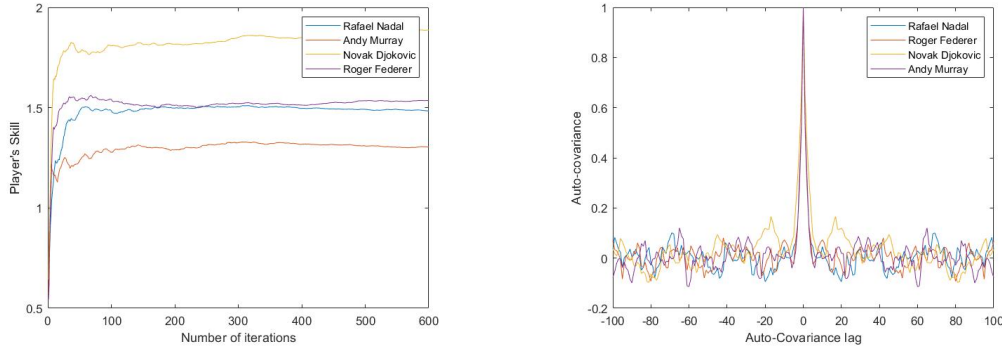 2
1.5
1
0.5
0
100
200
300
400
500
600
Player's Skill
Number of iterations
Rafael Nadal
Andy Murray
Novak Djokovic
Roger Federer
1
0.8
0.6
0.4
0.2
0
-0.2
-100
-80
-60
-40
-20
0
20
40
60
80
100
Auto-covariance
Auto-Covariance lag
Rafael Nadal
Roger Federer
Novak Djokovic
Andy Murray